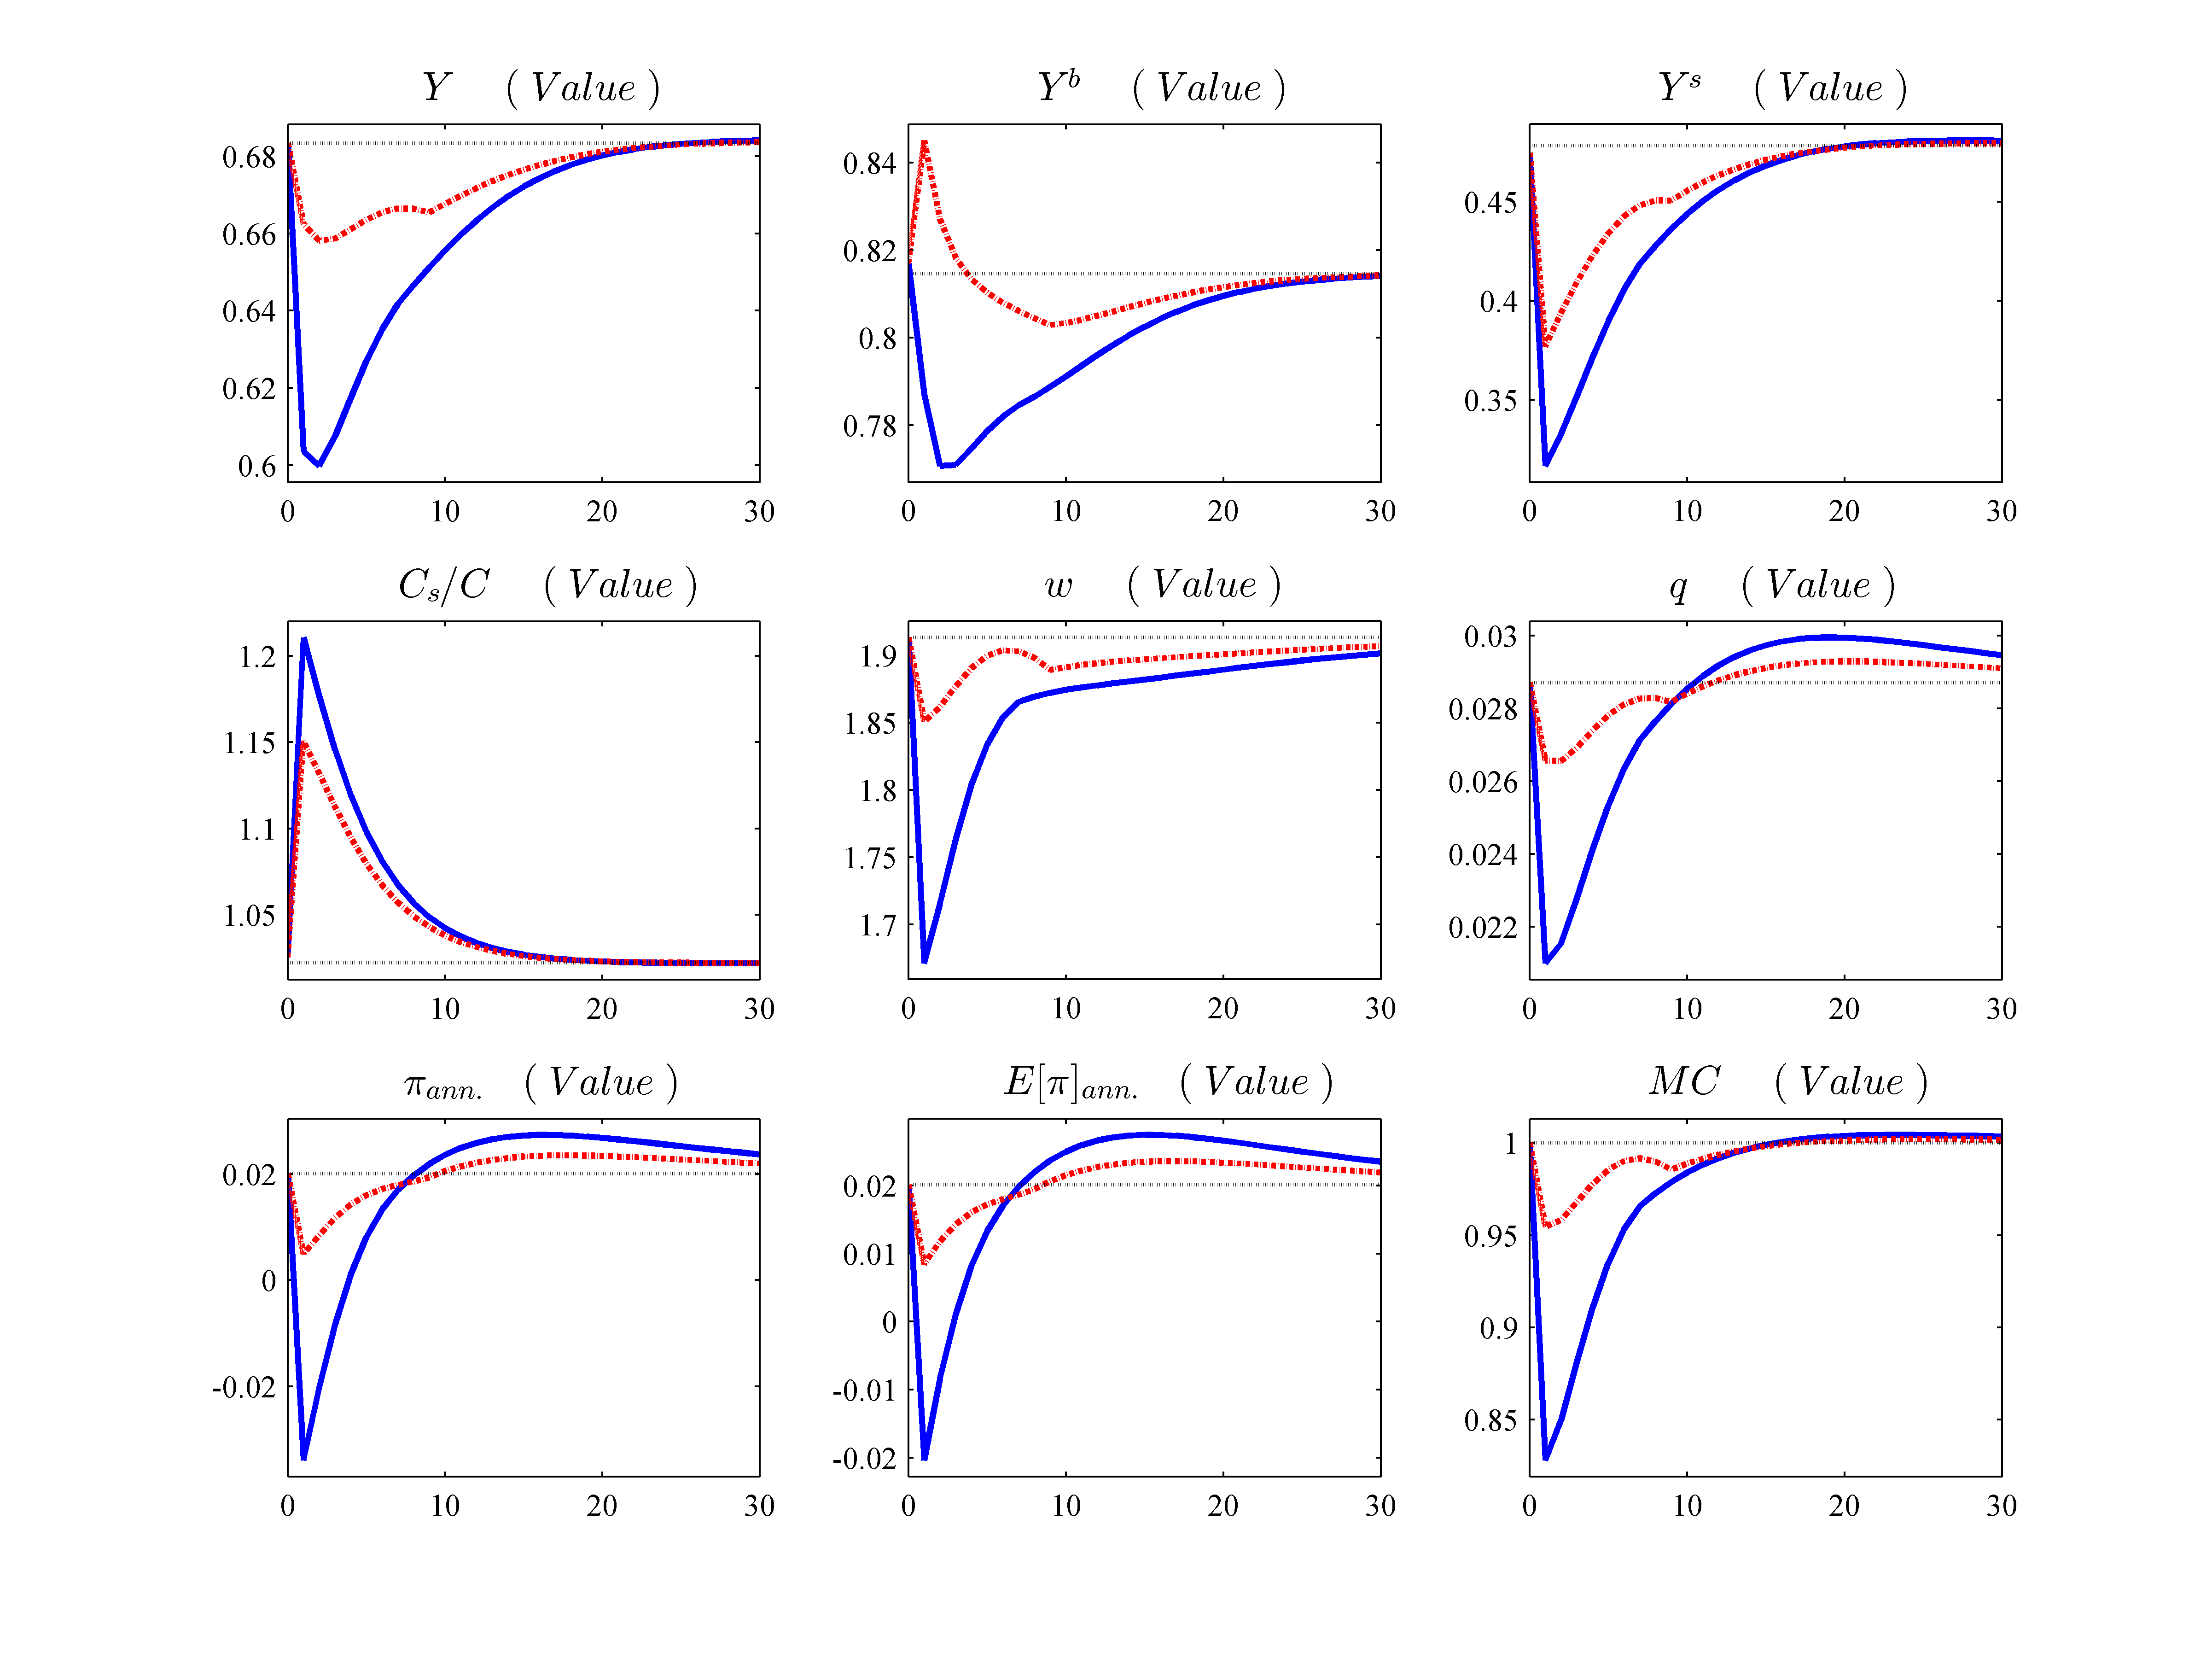 Y ( Value ) Y^b ( Value ) Y^s ( Value )
0.68 0.84 0.45
0.66 0.82 0.4
0.64 0.8 0.35
0.62 0.78
0.6
0 10 20 30 0 10 20 30 0 10 20 30
C_s/C ( Value ) w ( Value ) q ( Value )
1.2 1.9 0.03
1.15 1.85 0.028
1.1 1.8 0.026
1.05 1.75 0.024
1.7 0.022
0 10 20 30 0 10 20 30 0 10 20 30
π_ann. ( Value ) E[π]_ann. ( Value ) MC ( Value )
0.02 0.02 1
0 0.01 0.95
-0.02 0 0.9
-0.01 0.85
-0.02
0 10 20 30 0 10 20 30 0 10 20 30